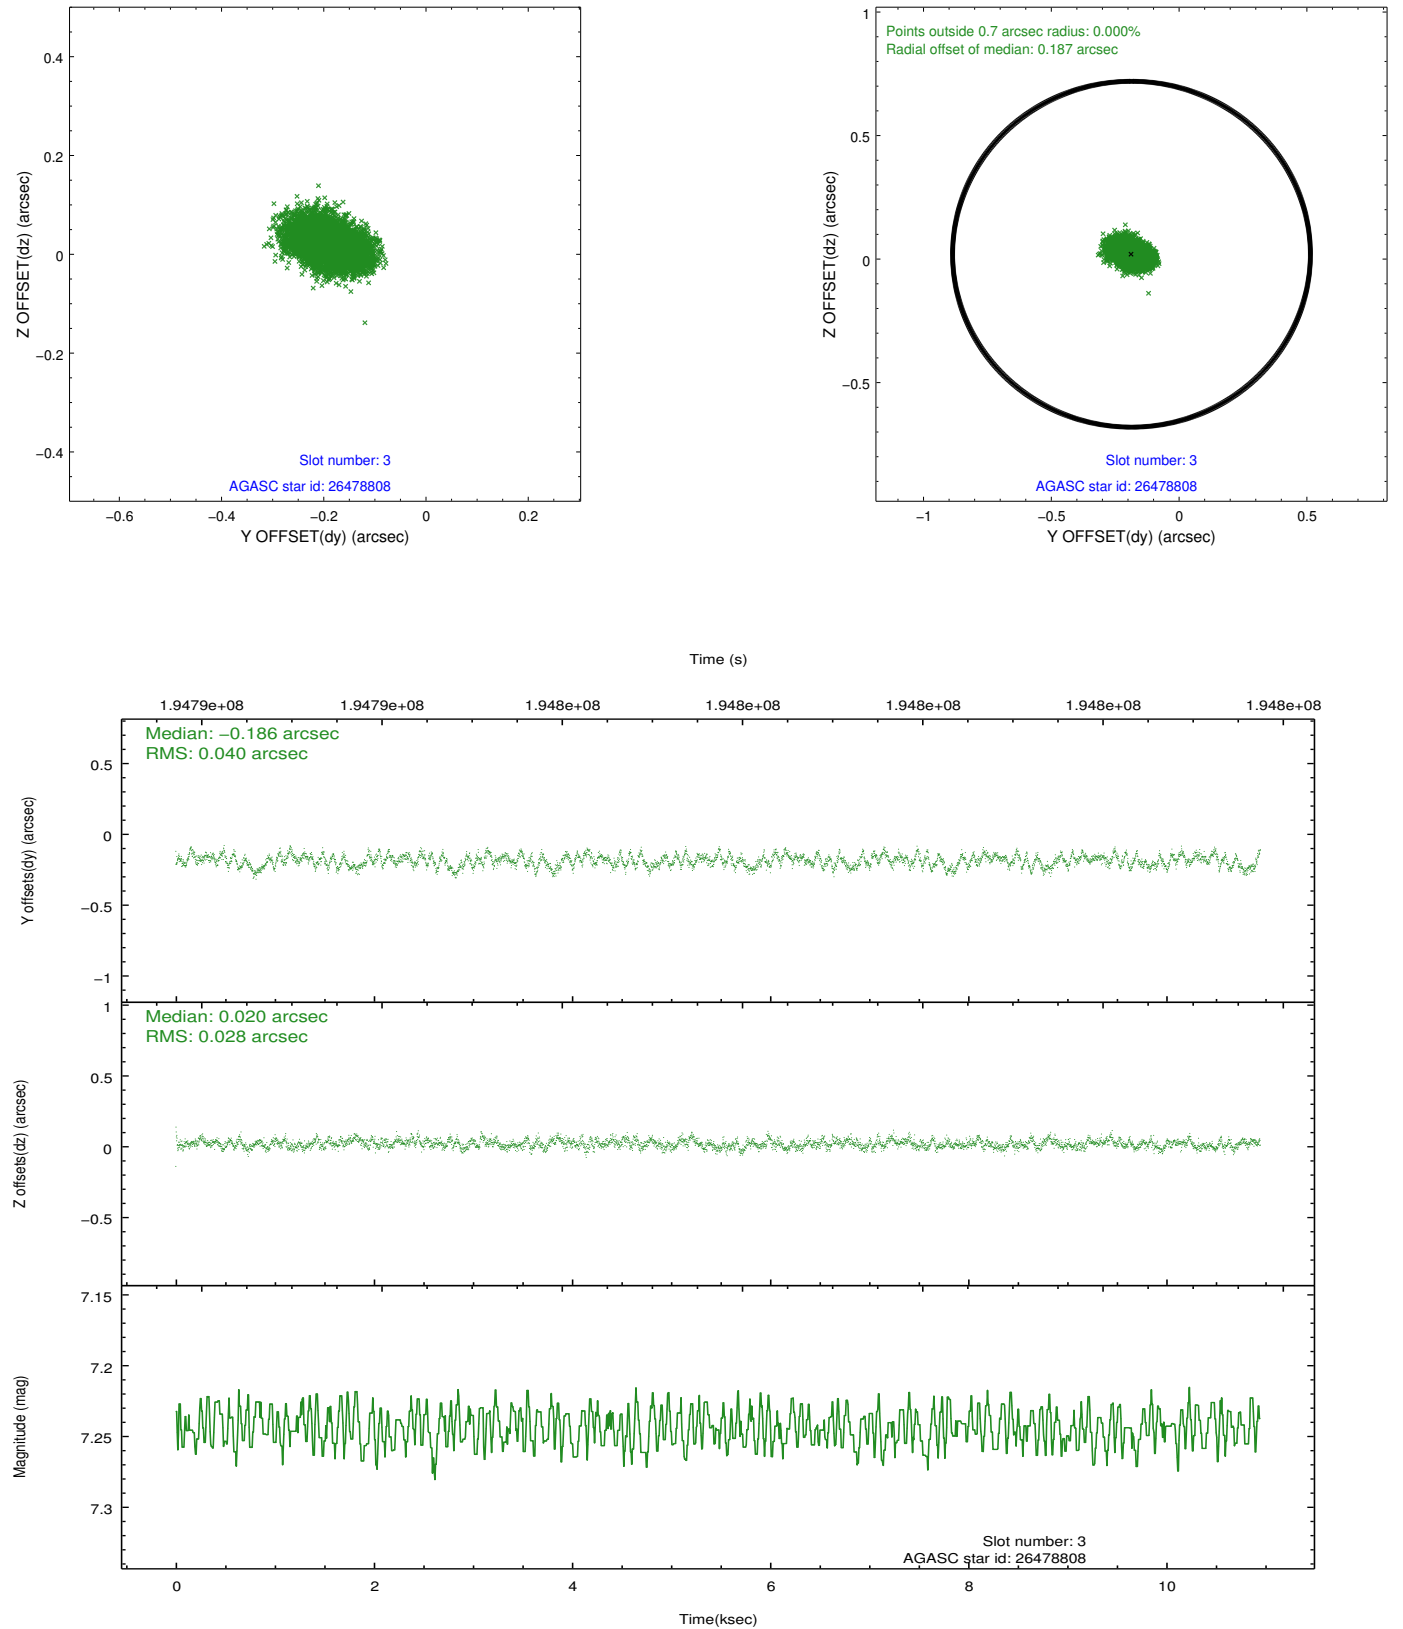 0.4
0.2
0
−0.2
−0.4
Z OFFSET(dz) (arcsec)
Slot number: 3
AGASC star id: 26478808
−0.6 −0.4 −0.2 0 0.2
Y OFFSET(dy) (arcsec)
1
0.5
0
−0.5
Z OFFSET(dz) (arcsec)
Points outside 0.7 arcsec radius: 0.000%
Radial offset of median: 0.187 arcsec
Slot number: 3
AGASC star id: 26478808
−1 −0.5 0 0.5
Y OFFSET(dy) (arcsec)
Time (s)
1.9479e+08 1.9479e+08 1.948e+08 1.948e+08 1.948e+08 1.948e+08 1.948e+08
Median: −0.186 arcsec
RMS: 0.040 arcsec
0.5
0
−0.5
−1
Y offsets(dy) (arcsec)
Median: 0.020 arcsec
RMS: 0.028 arcsec
1
0.5
0
−0.5
Z offsets(dz) (arcsec)
7.15
7.2
7.25
7.3
Magnitude (mag)
Slot number: 3
AGASC star id: 26478808
0 2 4 6 8 10
Time(ksec)